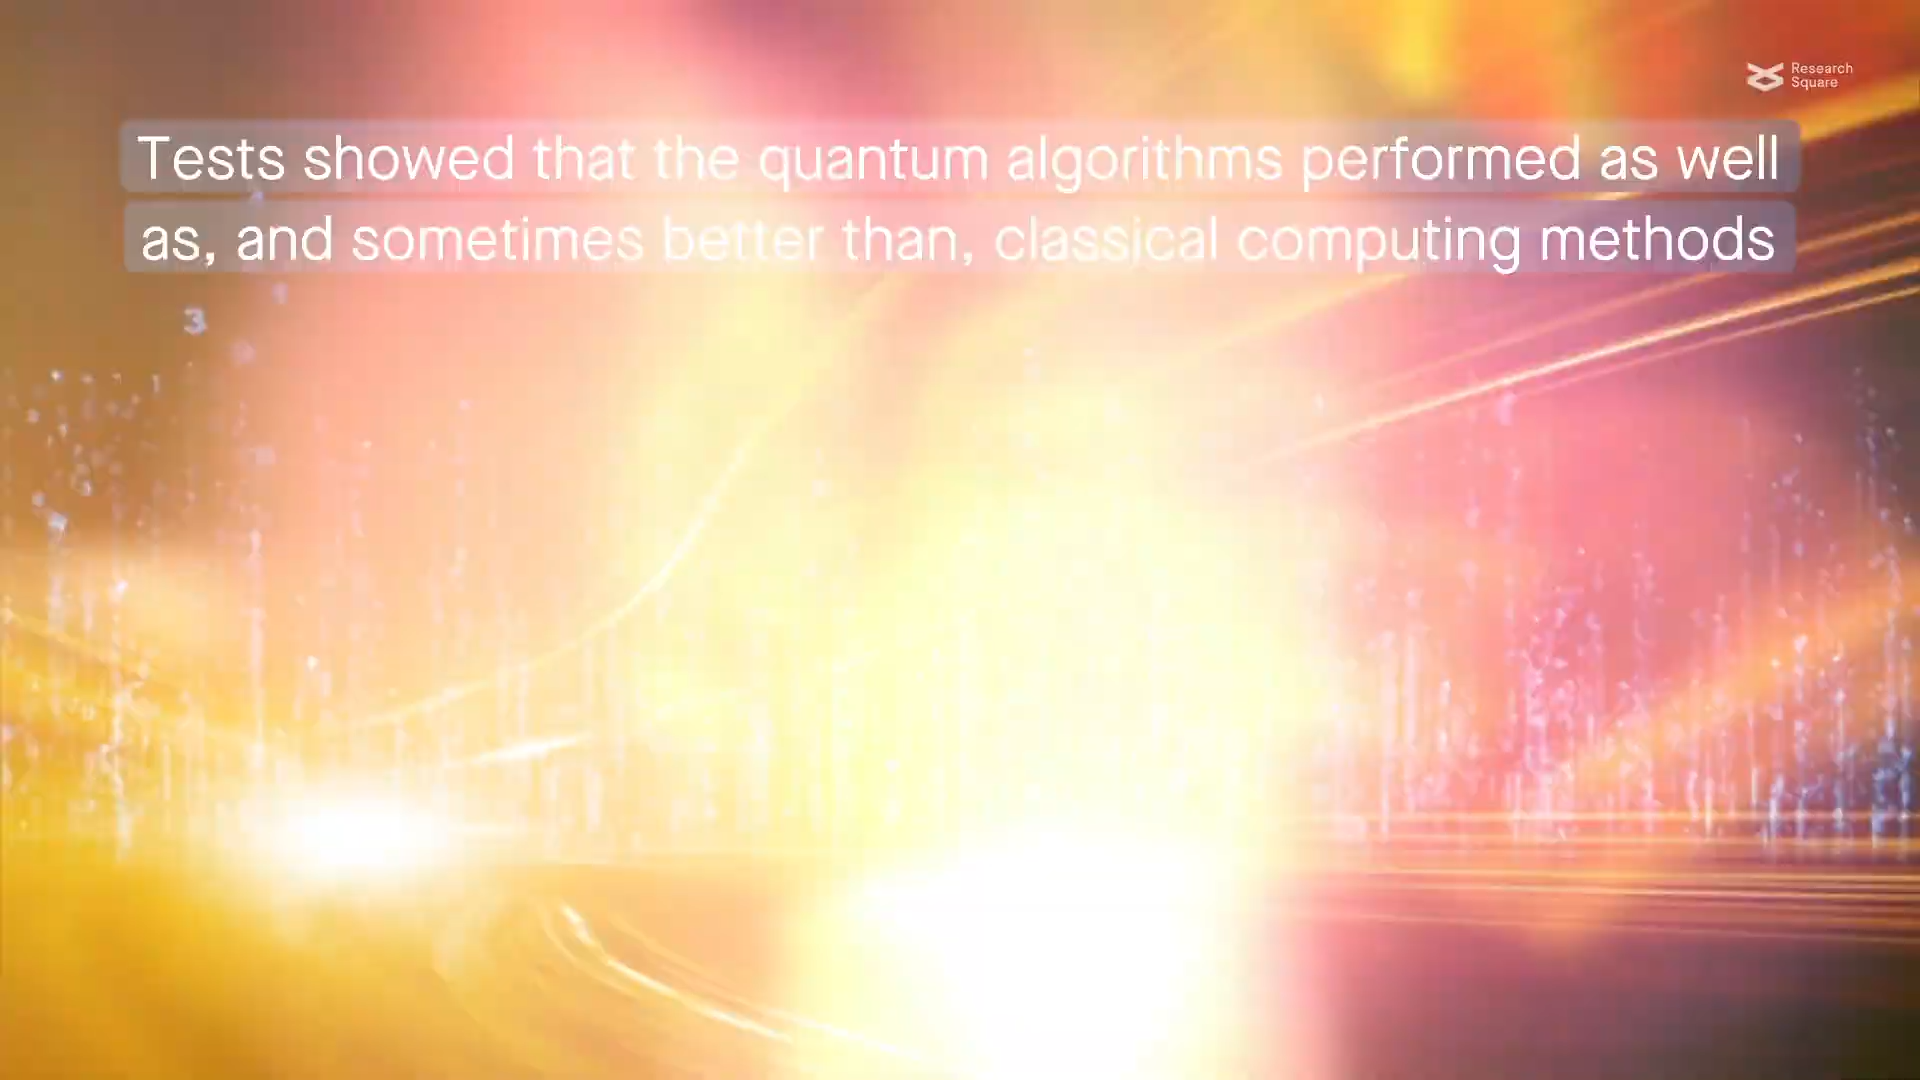 Research
Square
Tests showed that the quantum algorithms performed as well
as, and sometimes better than, classical computing methods
3